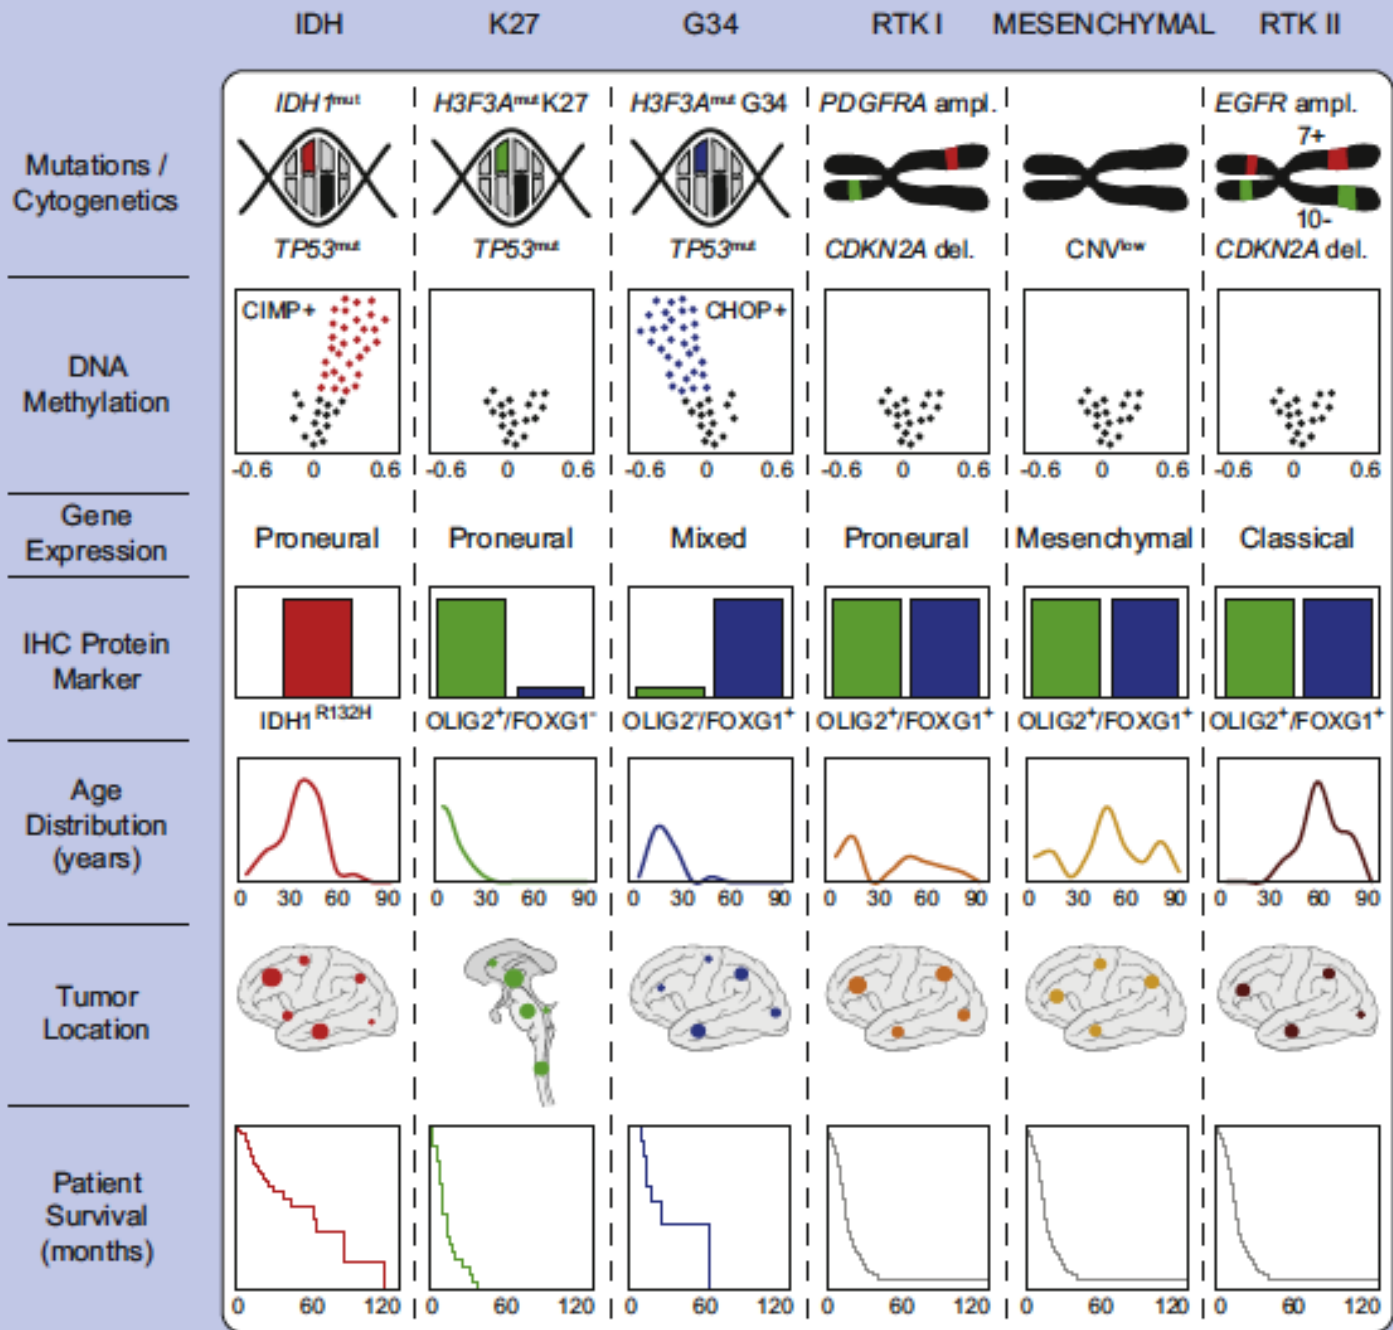 IDH K27 G34 RTK I MESENCHYMAL RTK II
IDH1mut H3F3Amut K27 H3F3Amut G34 PDGFRA ampl. EGFR ampl.
7+
Mutations /
Cytogenetics
10-
TP53mut TP53mut TP53mut CDKN2A del. CNVlow CDKN2A del.
CIMP+ CHOP+
DNA
Methylation
-0.6 0 0.6 -0.6 0 0.6 -0.6 0 0.6 -0.6 0 0.6 -0.6 0 0.6 -0.6 0 0.6
Gene
Expression
Proneural Proneural Mixed Proneural Mesenchymal Classical
IHC Protein
Marker
IDH1 R132H OLIG2+/FOXG1- OLIG2-/FOXG1+ OLIG2+/FOXG1+ OLIG2+/FOXG1+ OLIG2+/FOXG1+
Age
Distribution
(years)
0 30 60 90 0 30 60 90 0 30 60 90 0 30 60 90 0 30 60 90 0 30 60 90
Tumor
Location
Patient
Survival
(months)
0 60 120 0 60 120 0 60 120 0 60 120 0 60 120 0 60 120